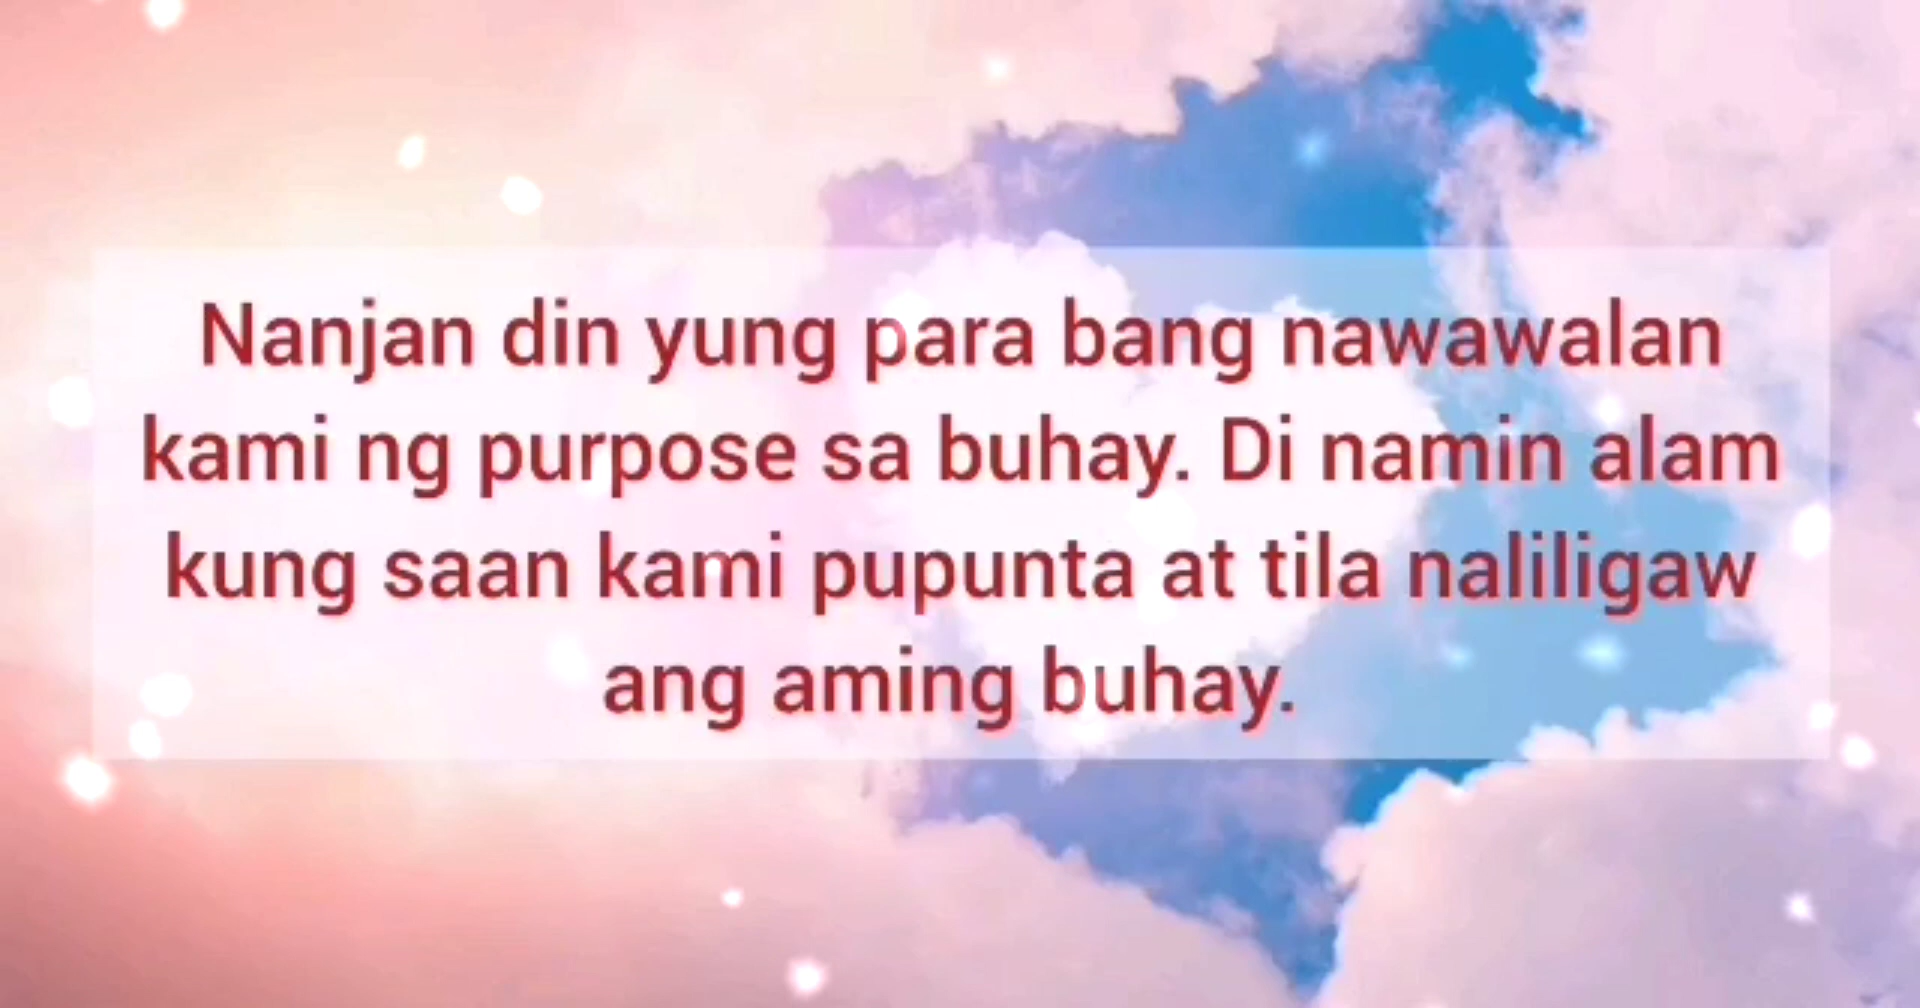 Nanjan din yung para bang nawawalan
kami ng purpose sa buhay. Di namin alam
kung saan kami pupunta at tila naliligaw
ang aming buhay.